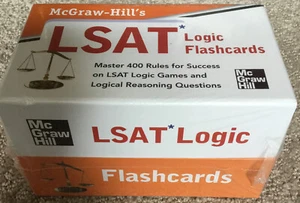 McGraw-Hill's
LSAT* Logic
Flashcards
Master 400 Rules for Success
on LSAT Logic Games and
Logical Reasoning Questions
Mc
Graw
Hill
Mc
Graw
Hill
LSAT* Logic
Flashcards